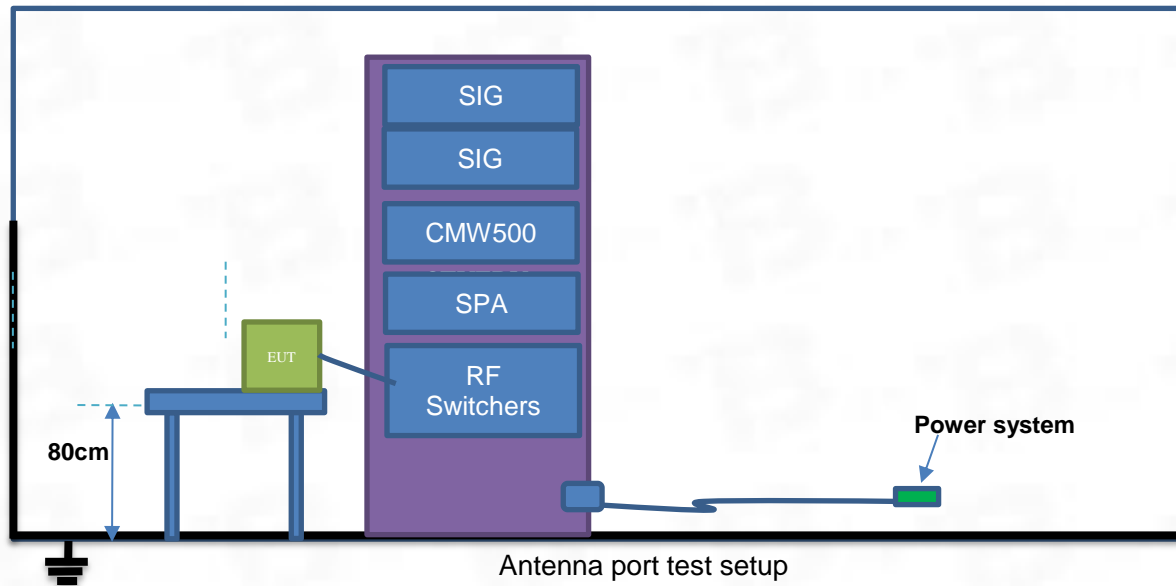 SIG
SIG
CMW500
SPA
EUT
RF
Switchers
Power system
80cm
Antenna port test setup